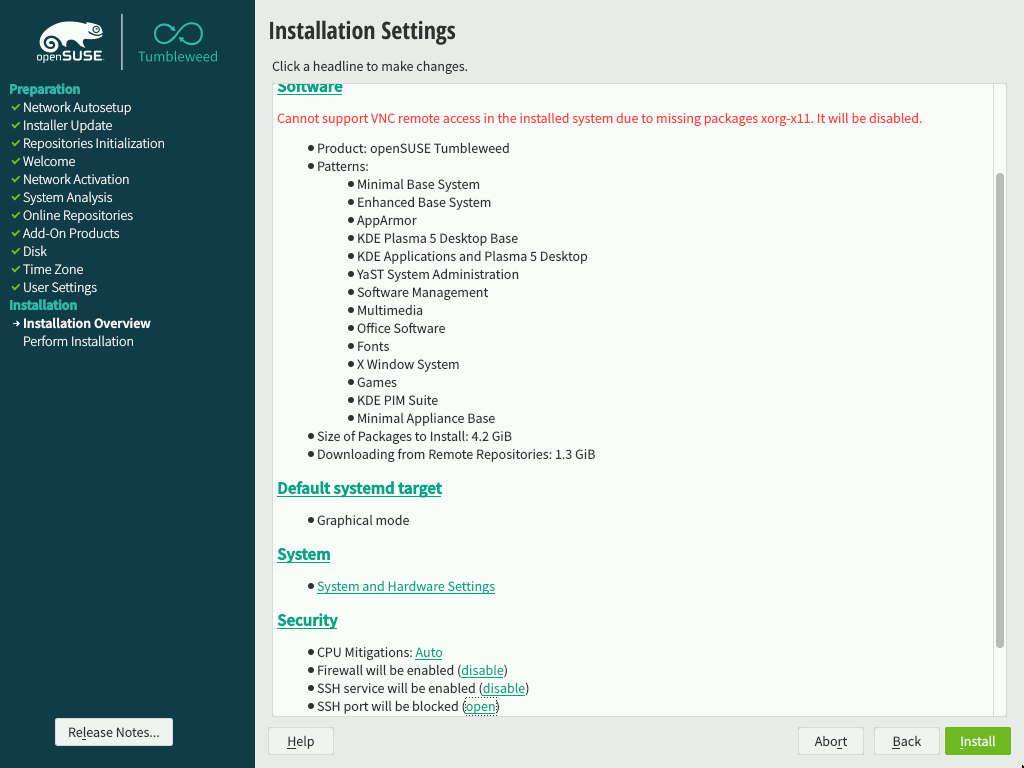 openSUSE
Tumbleweed
Preparation
Network Autosetup
Installer Update
Repositories Initialization
Welcome
Network Activation
System Analysis
Online Repositories
Add-On Products
Disk
Time Zone
User Settings
Installation
Installation Overview
Perform Installation
Release Notes...
Installation Settings
Click a headline to make changes.
Software
Cannot support VNC remote access in the installed system due to missing packages xorg-x11. It will be disabled.
Product: openSUSE Tumbleweed
Patterns:
Minimal Base System
Enhanced Base System
AppArmor
KDE Plasma 5 Desktop Base
KDE Applications and Plasma 5 Desktop
YaST System Administration
Software Management
Multimedia
Office Software
Fonts
X Window System
Games
KDE PIM Suite
Minimal Appliance Base
Size of Packages to Install: 4.2 GiB
Downloading from Remote Repositories: 1.3 GiB
Default systemd target
Graphical mode
System
System and Hardware Settings
Security
CPU Mitigations: Auto
Firewall will be enabled (disable)
SSH service will be enabled (disable)
SSH port will be blocked (open)
Help
Abort
Back
Install